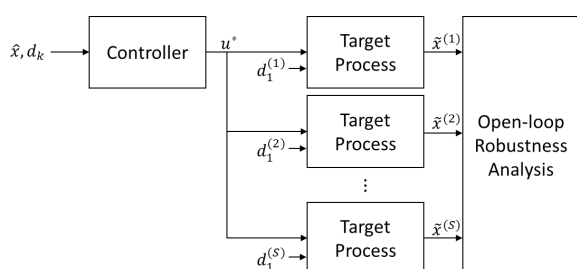 x̂, d_k
Controller
u*
d_1^(1)
Target
Process
x̃^(1)
d_1^(2)
Target
Process
x̃^(2)
⋮
d_1^(S)
Target
Process
x̃^(S)
Open-loop
Robustness
Analysis